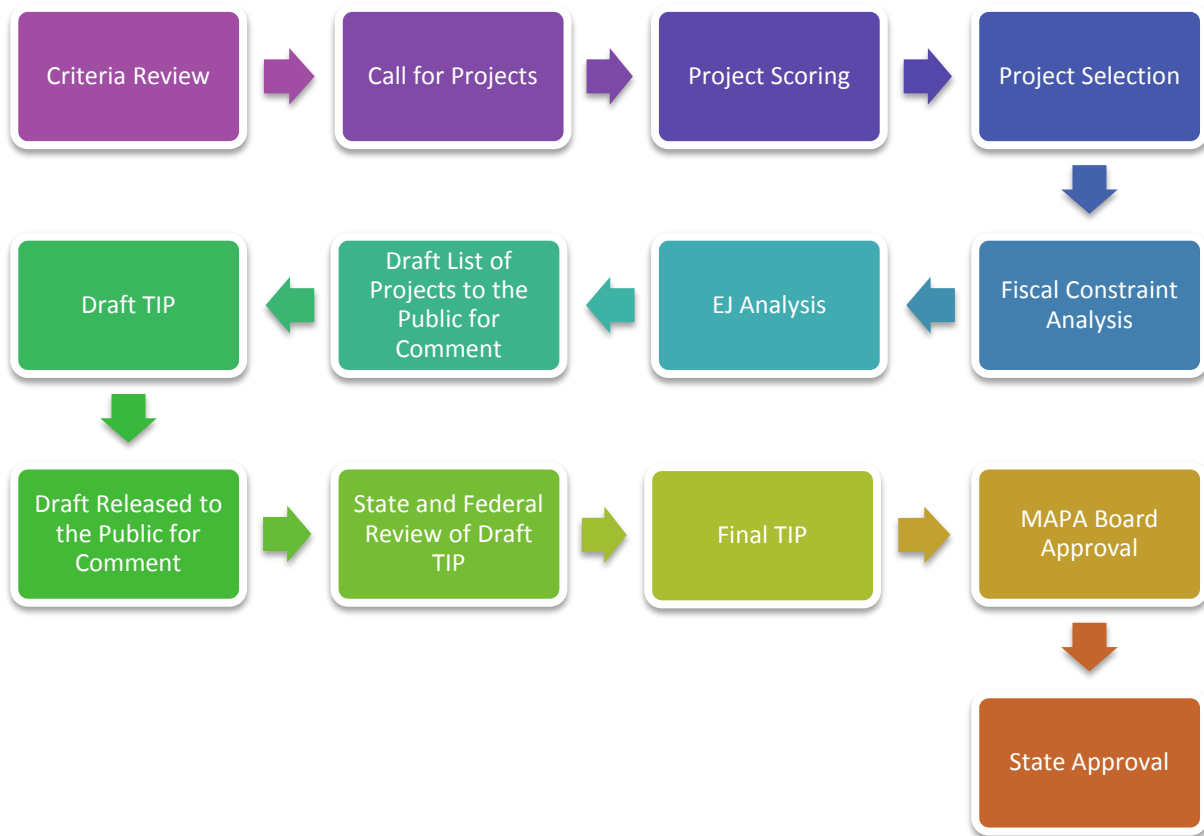 Criteria Review
Call for Projects
Project Scoring
Project Selection
Fiscal Constraint
Analysis
EJ Analysis
Draft List of
Projects to the
Public for
Comment
Draft TIP
Draft Released to
the Public for
Comment
State and Federal
Review of Draft
TIP
Final TIP
MAPA Board
Approval
State Approval